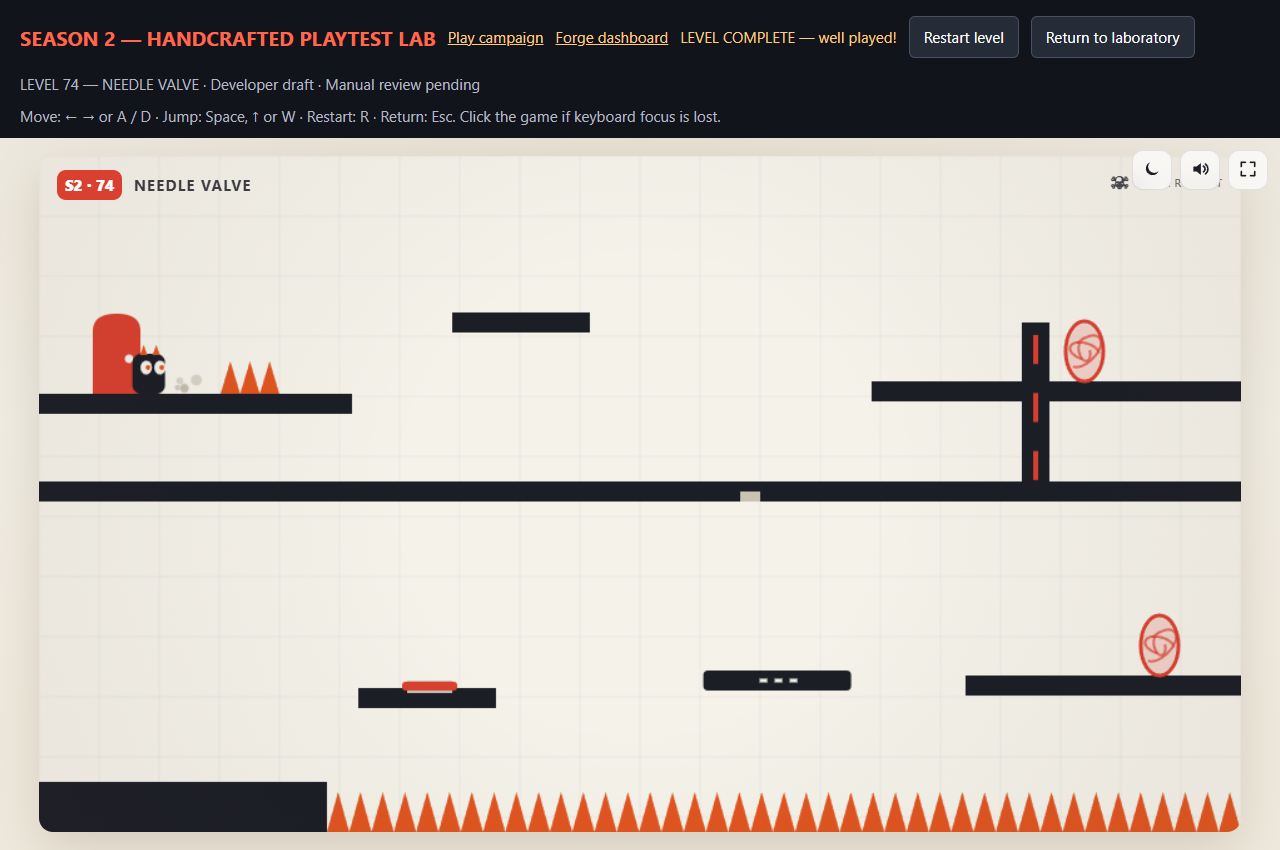 SEASON 2 — HANDCRAFTED PLAYTEST LAB Play campaign Forge dashboard LEVEL COMPLETE — well played! Restart level Return to laboratory
LEVEL 74 — NEEDLE VALVE · Developer draft · Manual review pending
Move: ← → or A / D · Jump: Space, ↑ or W · Restart: R · Return: Esc. Click the game if keyboard focus is lost.
S2 · 74 NEEDLE VALVE